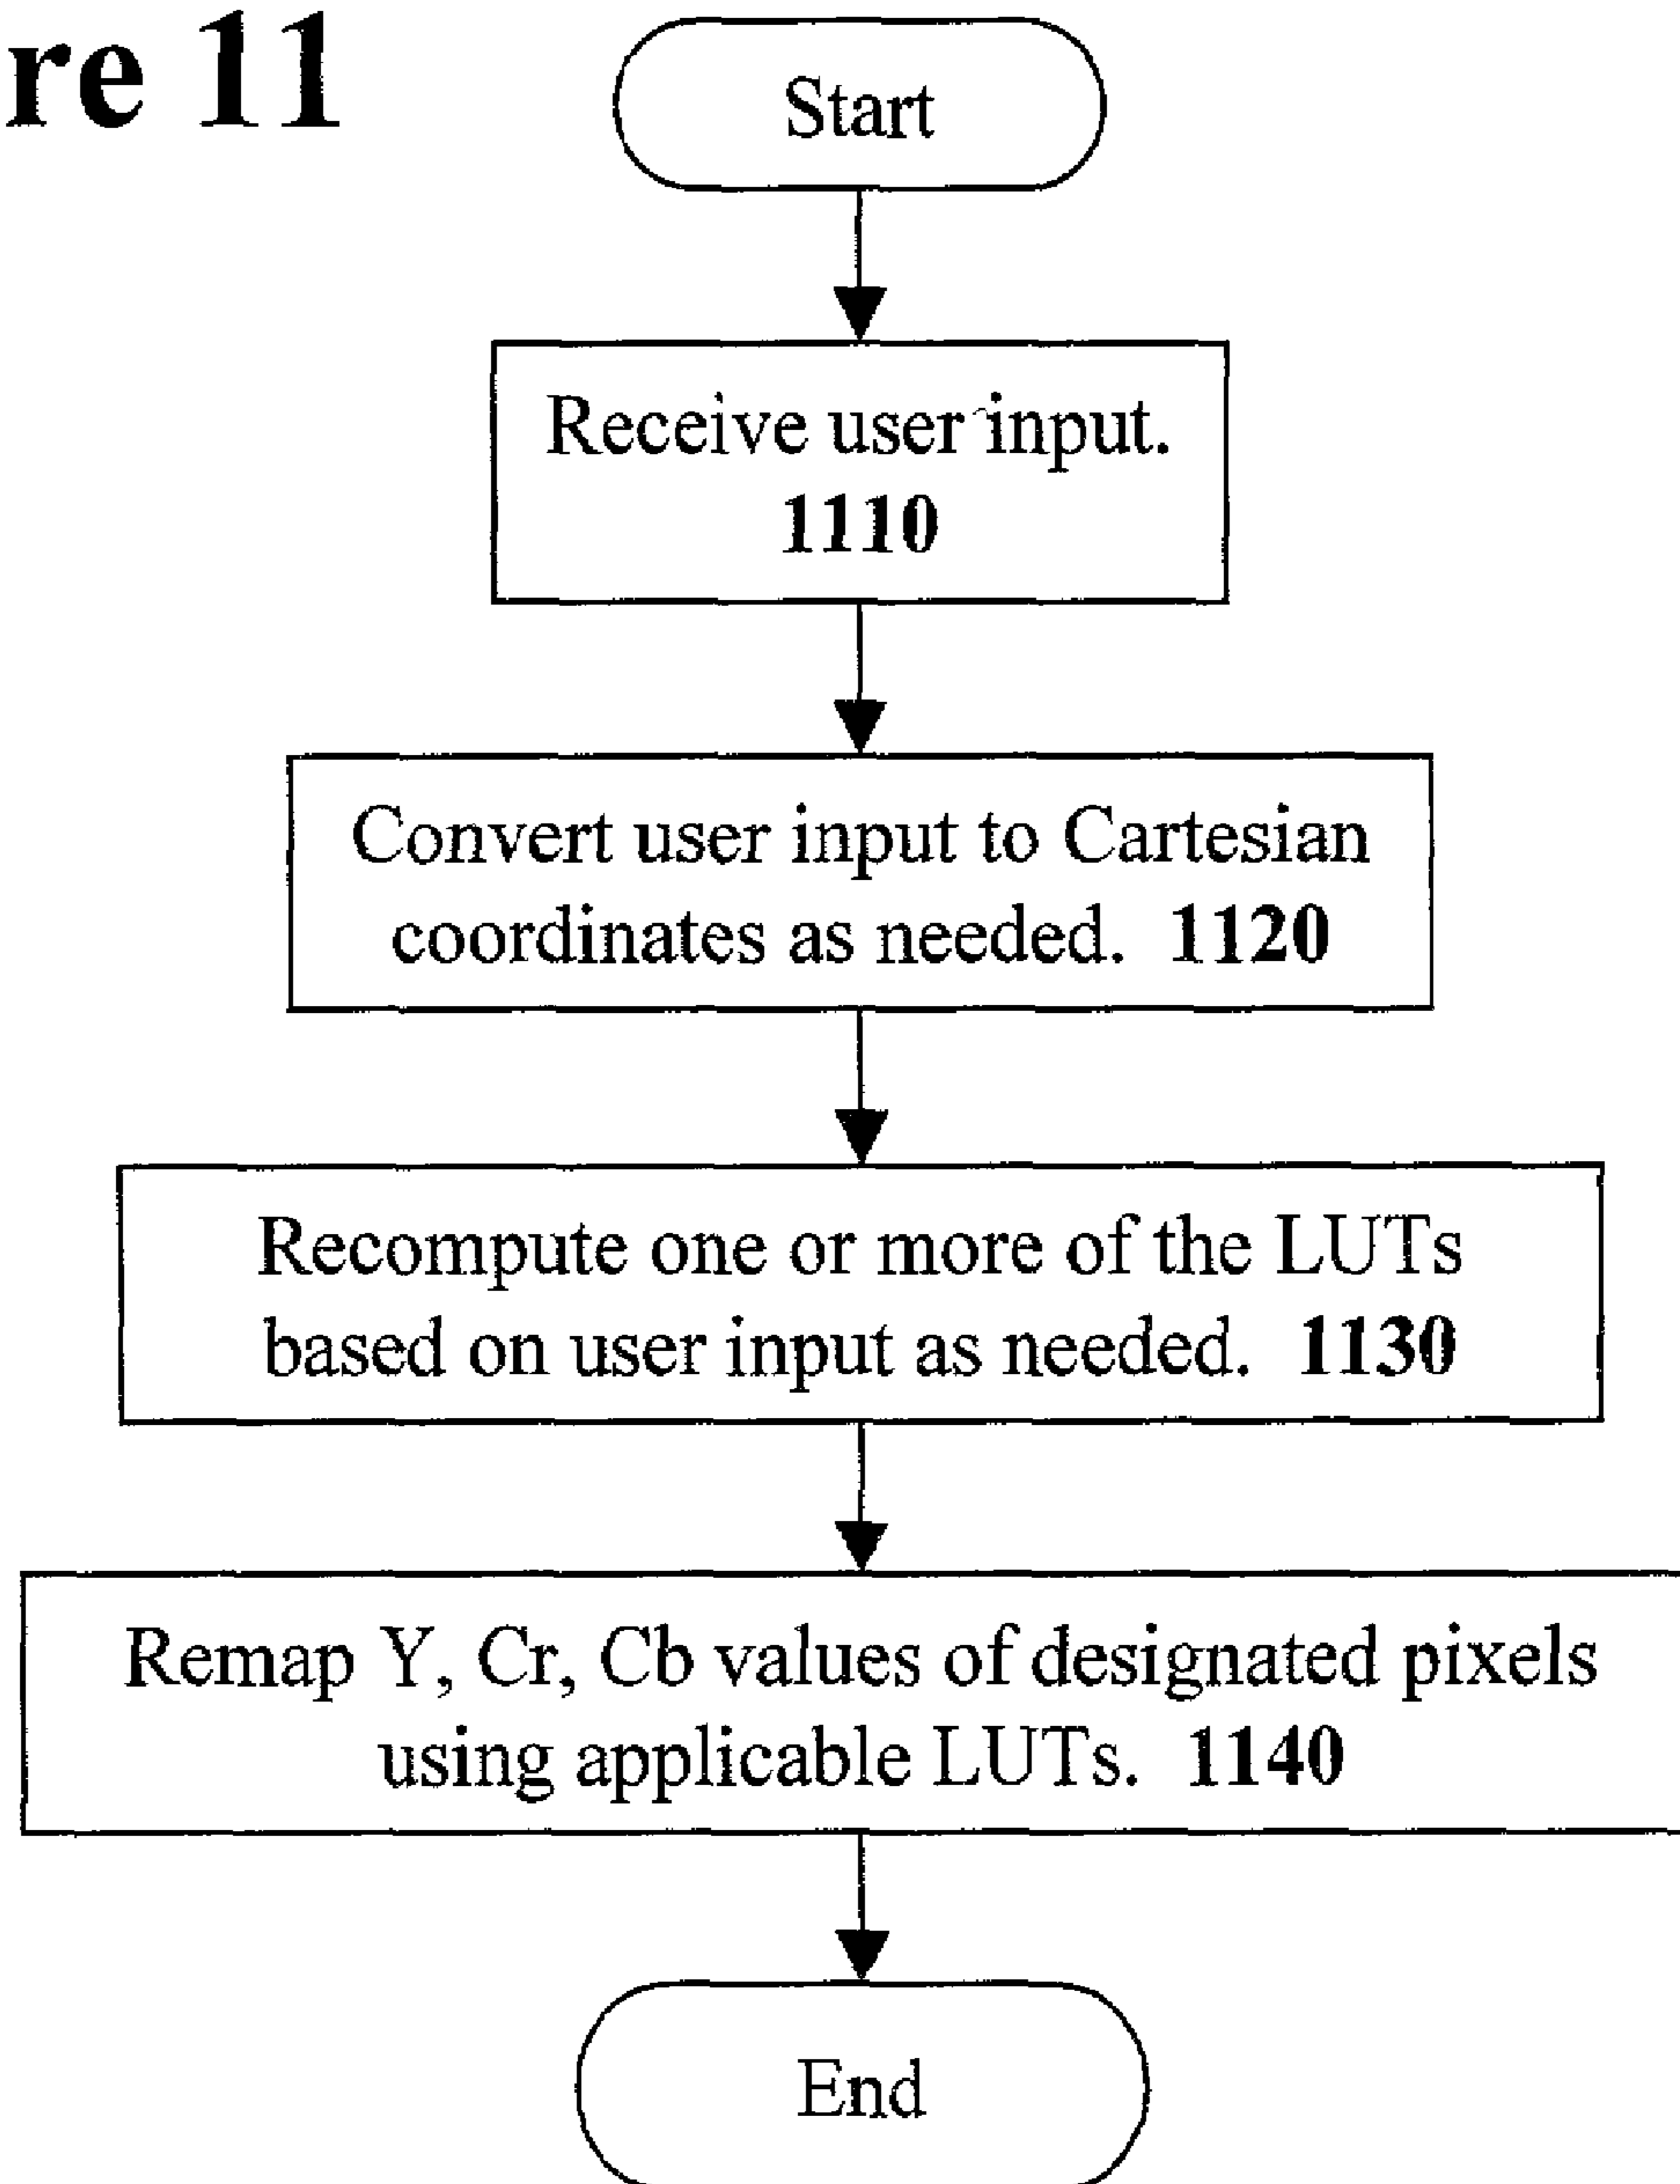 re 11
Start
Receive user input.
1110
Convert user input to Cartesian
coordinates as needed. 1120
Recompute one or more of the LUTs
based on user input as needed. 1130
Remap Y, Cr, Cb values of designated pixels
using applicable LUTs. 1140
End